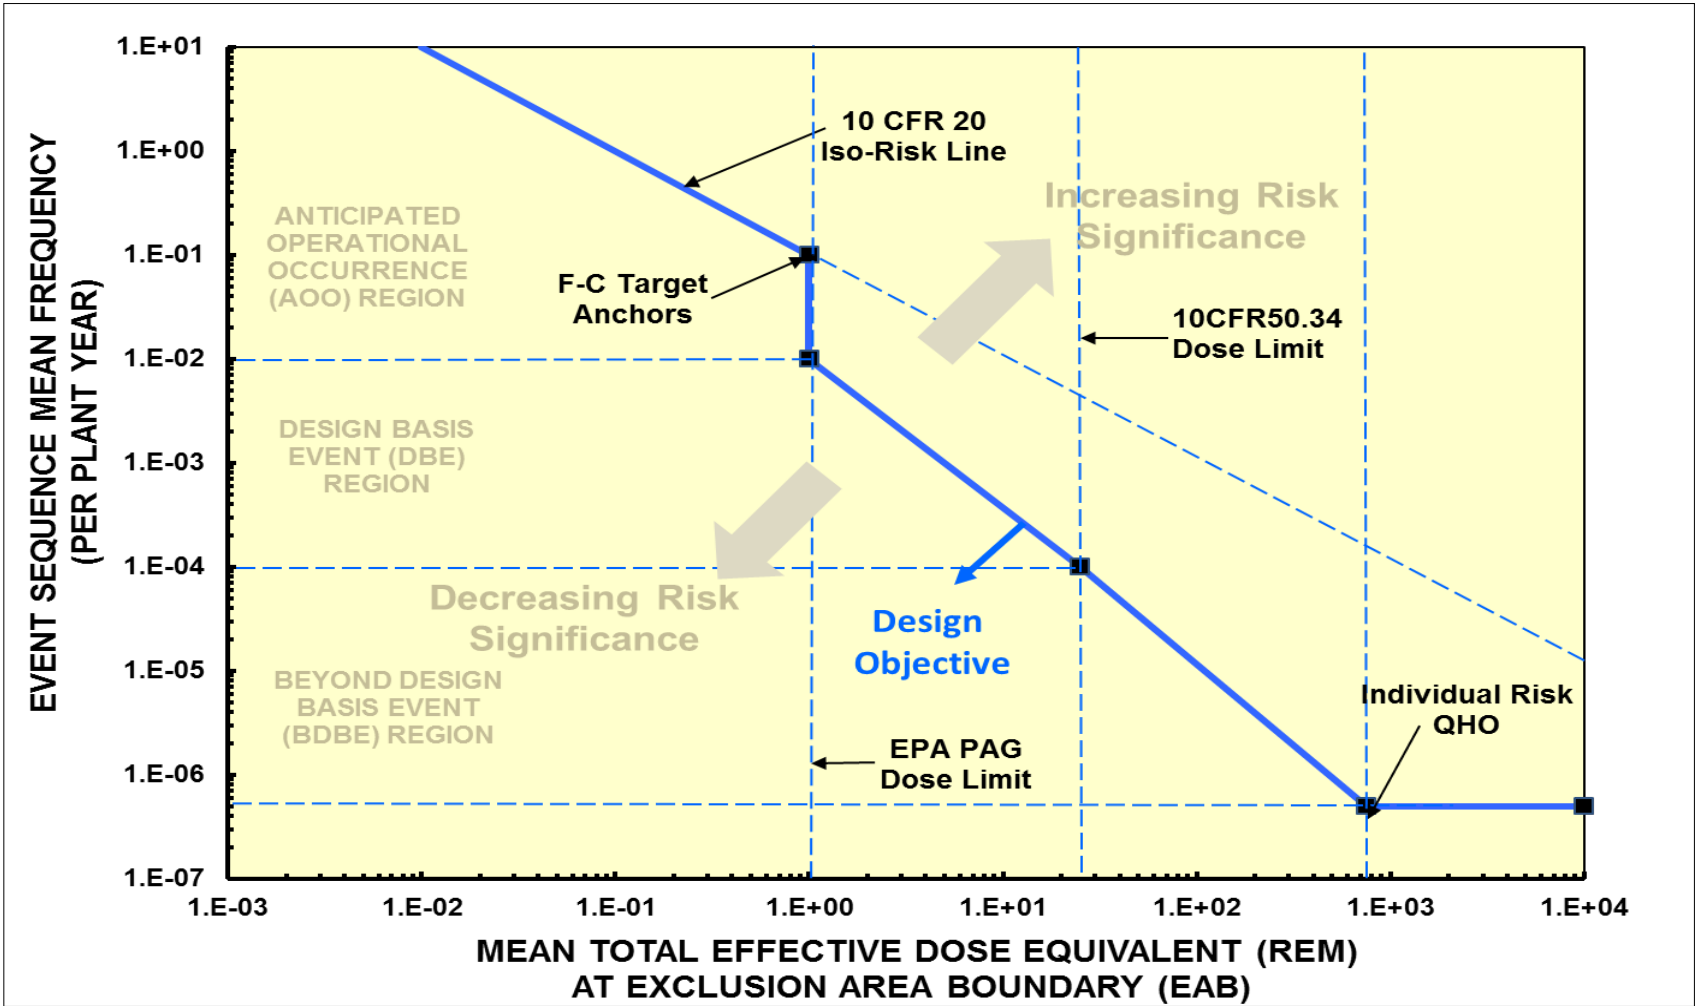 EVENT SEQUENCE MEAN FREQUENCY
(PER PLANT YEAR)
1.E+01
1.E+00
1.E-01
1.E-02
1.E-03
1.E-04
1.E-05
1.E-06
1.E-07
10 CFR 20
Iso-Risk Line
Increasing Risk
Significance
ANTICIPATED
OPERATIONAL
OCCURRENCE
(AOO) REGION
F-C Target
Anchors
10CFR50.34
Dose Limit
DESIGN BASIS
EVENT (DBE)
REGION
Decreasing Risk
Significance
Design
Objective
BEYOND DESIGN
BASIS EVENT
(BDBE) REGION
Individual Risk
QHO
EPA PAG
Dose Limit
1.E-03
1.E-02
1.E-01
1.E+00
1.E+01
1.E+02
1.E+03
1.E+04
MEAN TOTAL EFFECTIVE DOSE EQUIVALENT (REM)
AT EXCLUSION AREA BOUNDARY (EAB)